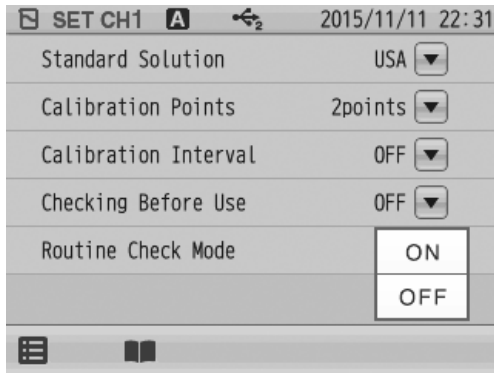 SET CH1 A 2 2015/11/11 22:31
Standard Solution USA
Calibration Points 2points
Calibration Interval OFF
Checking Before Use OFF
Routine Check Mode ON
OFF